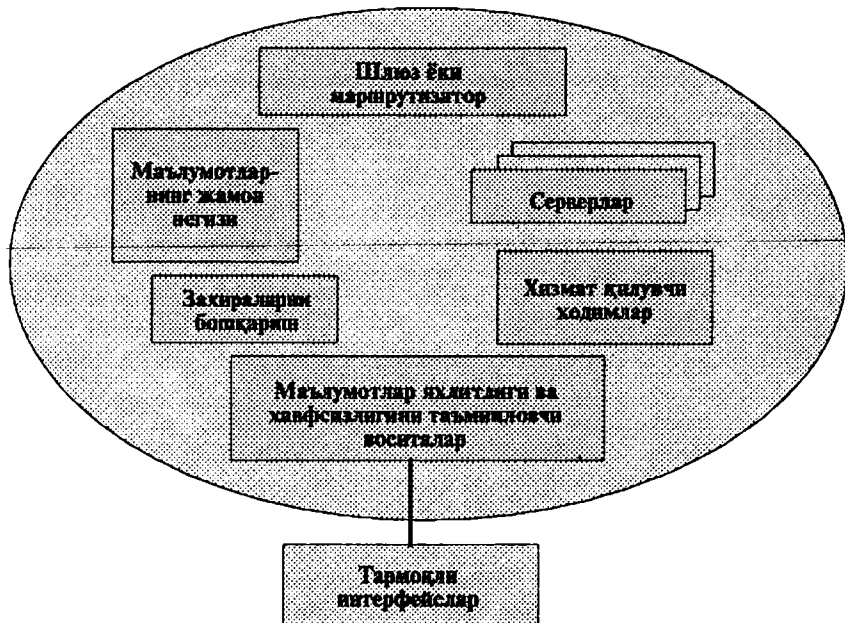 Шлюз ёки
маршрутизатор
Маълумотлар-
нинг жамоа
негизи
Серверлар
Захираларни
бошқариш
Хизмат қилувчи
ходимлар
Маълумотлар яхлитлиги ва
хавфсизлигини таъминловчи
воситалар
Тармоқли
интерфейслар